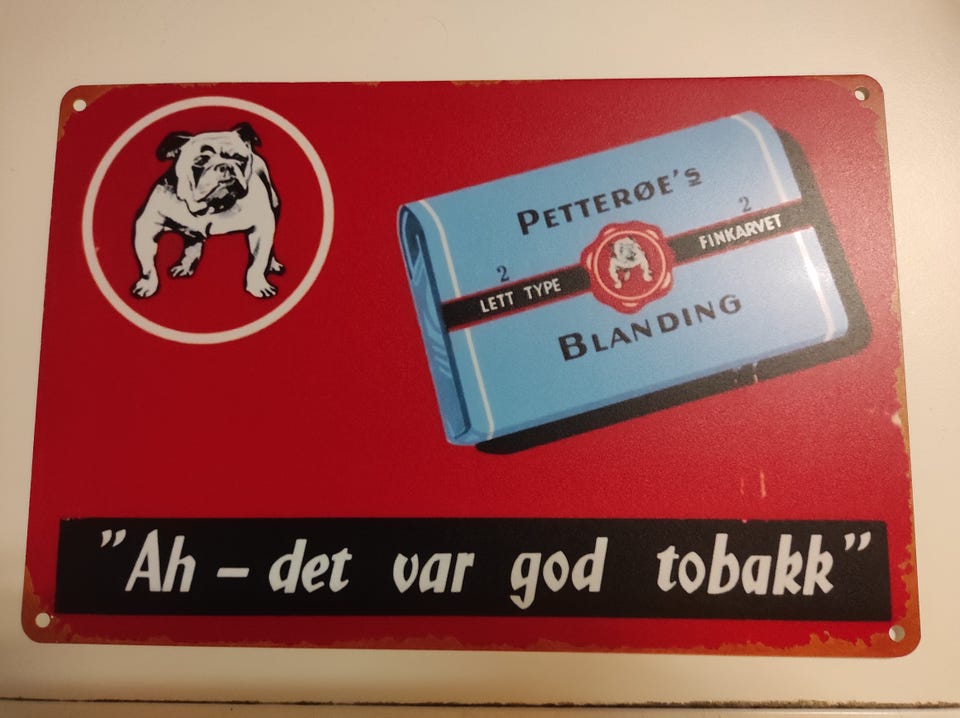 PETTERØE's
2 2
LETT TYPE FINKARVET
BLANDING
"Ah – det var god tobakk"